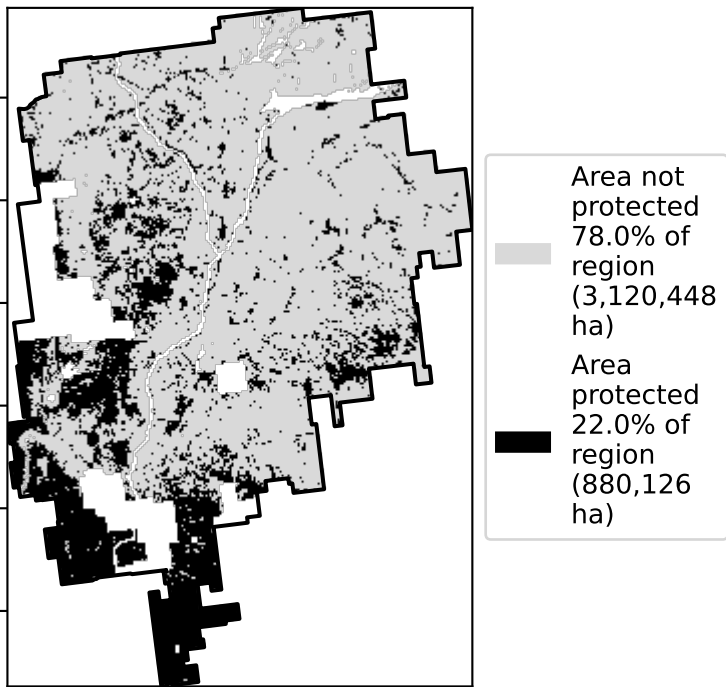 Area not
protected
78.0% of
region
(3,120,448
ha)
Area
protected
22.0% of
region
(880,126
ha)